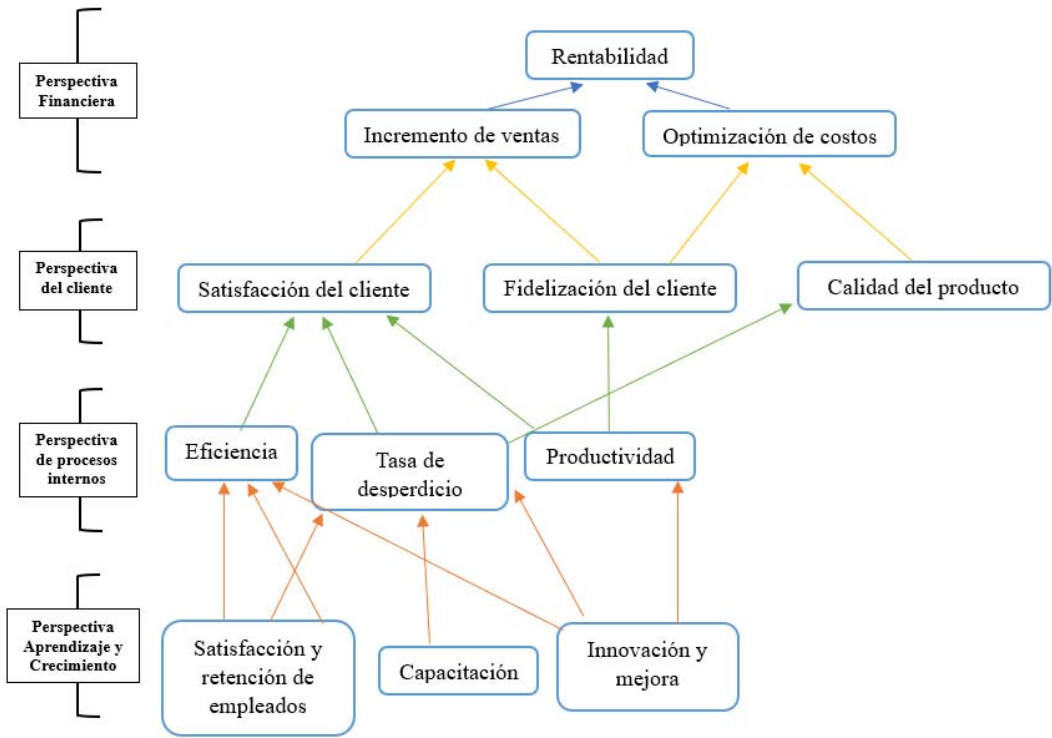 Perspectiva
Financiera
Rentabilidad
Incremento de ventas
Optimización de costos
Perspectiva
del cliente
Satisfacción del cliente
Fidelización del cliente
Calidad del producto
Perspectiva
de procesos
internos
Eficiencia
Tasa de
desperdicio
Productividad
Perspectiva
Aprendizaje y
Crecimiento
Satisfacción y
retención de
empleados
Capacitación
Innovación y
mejora